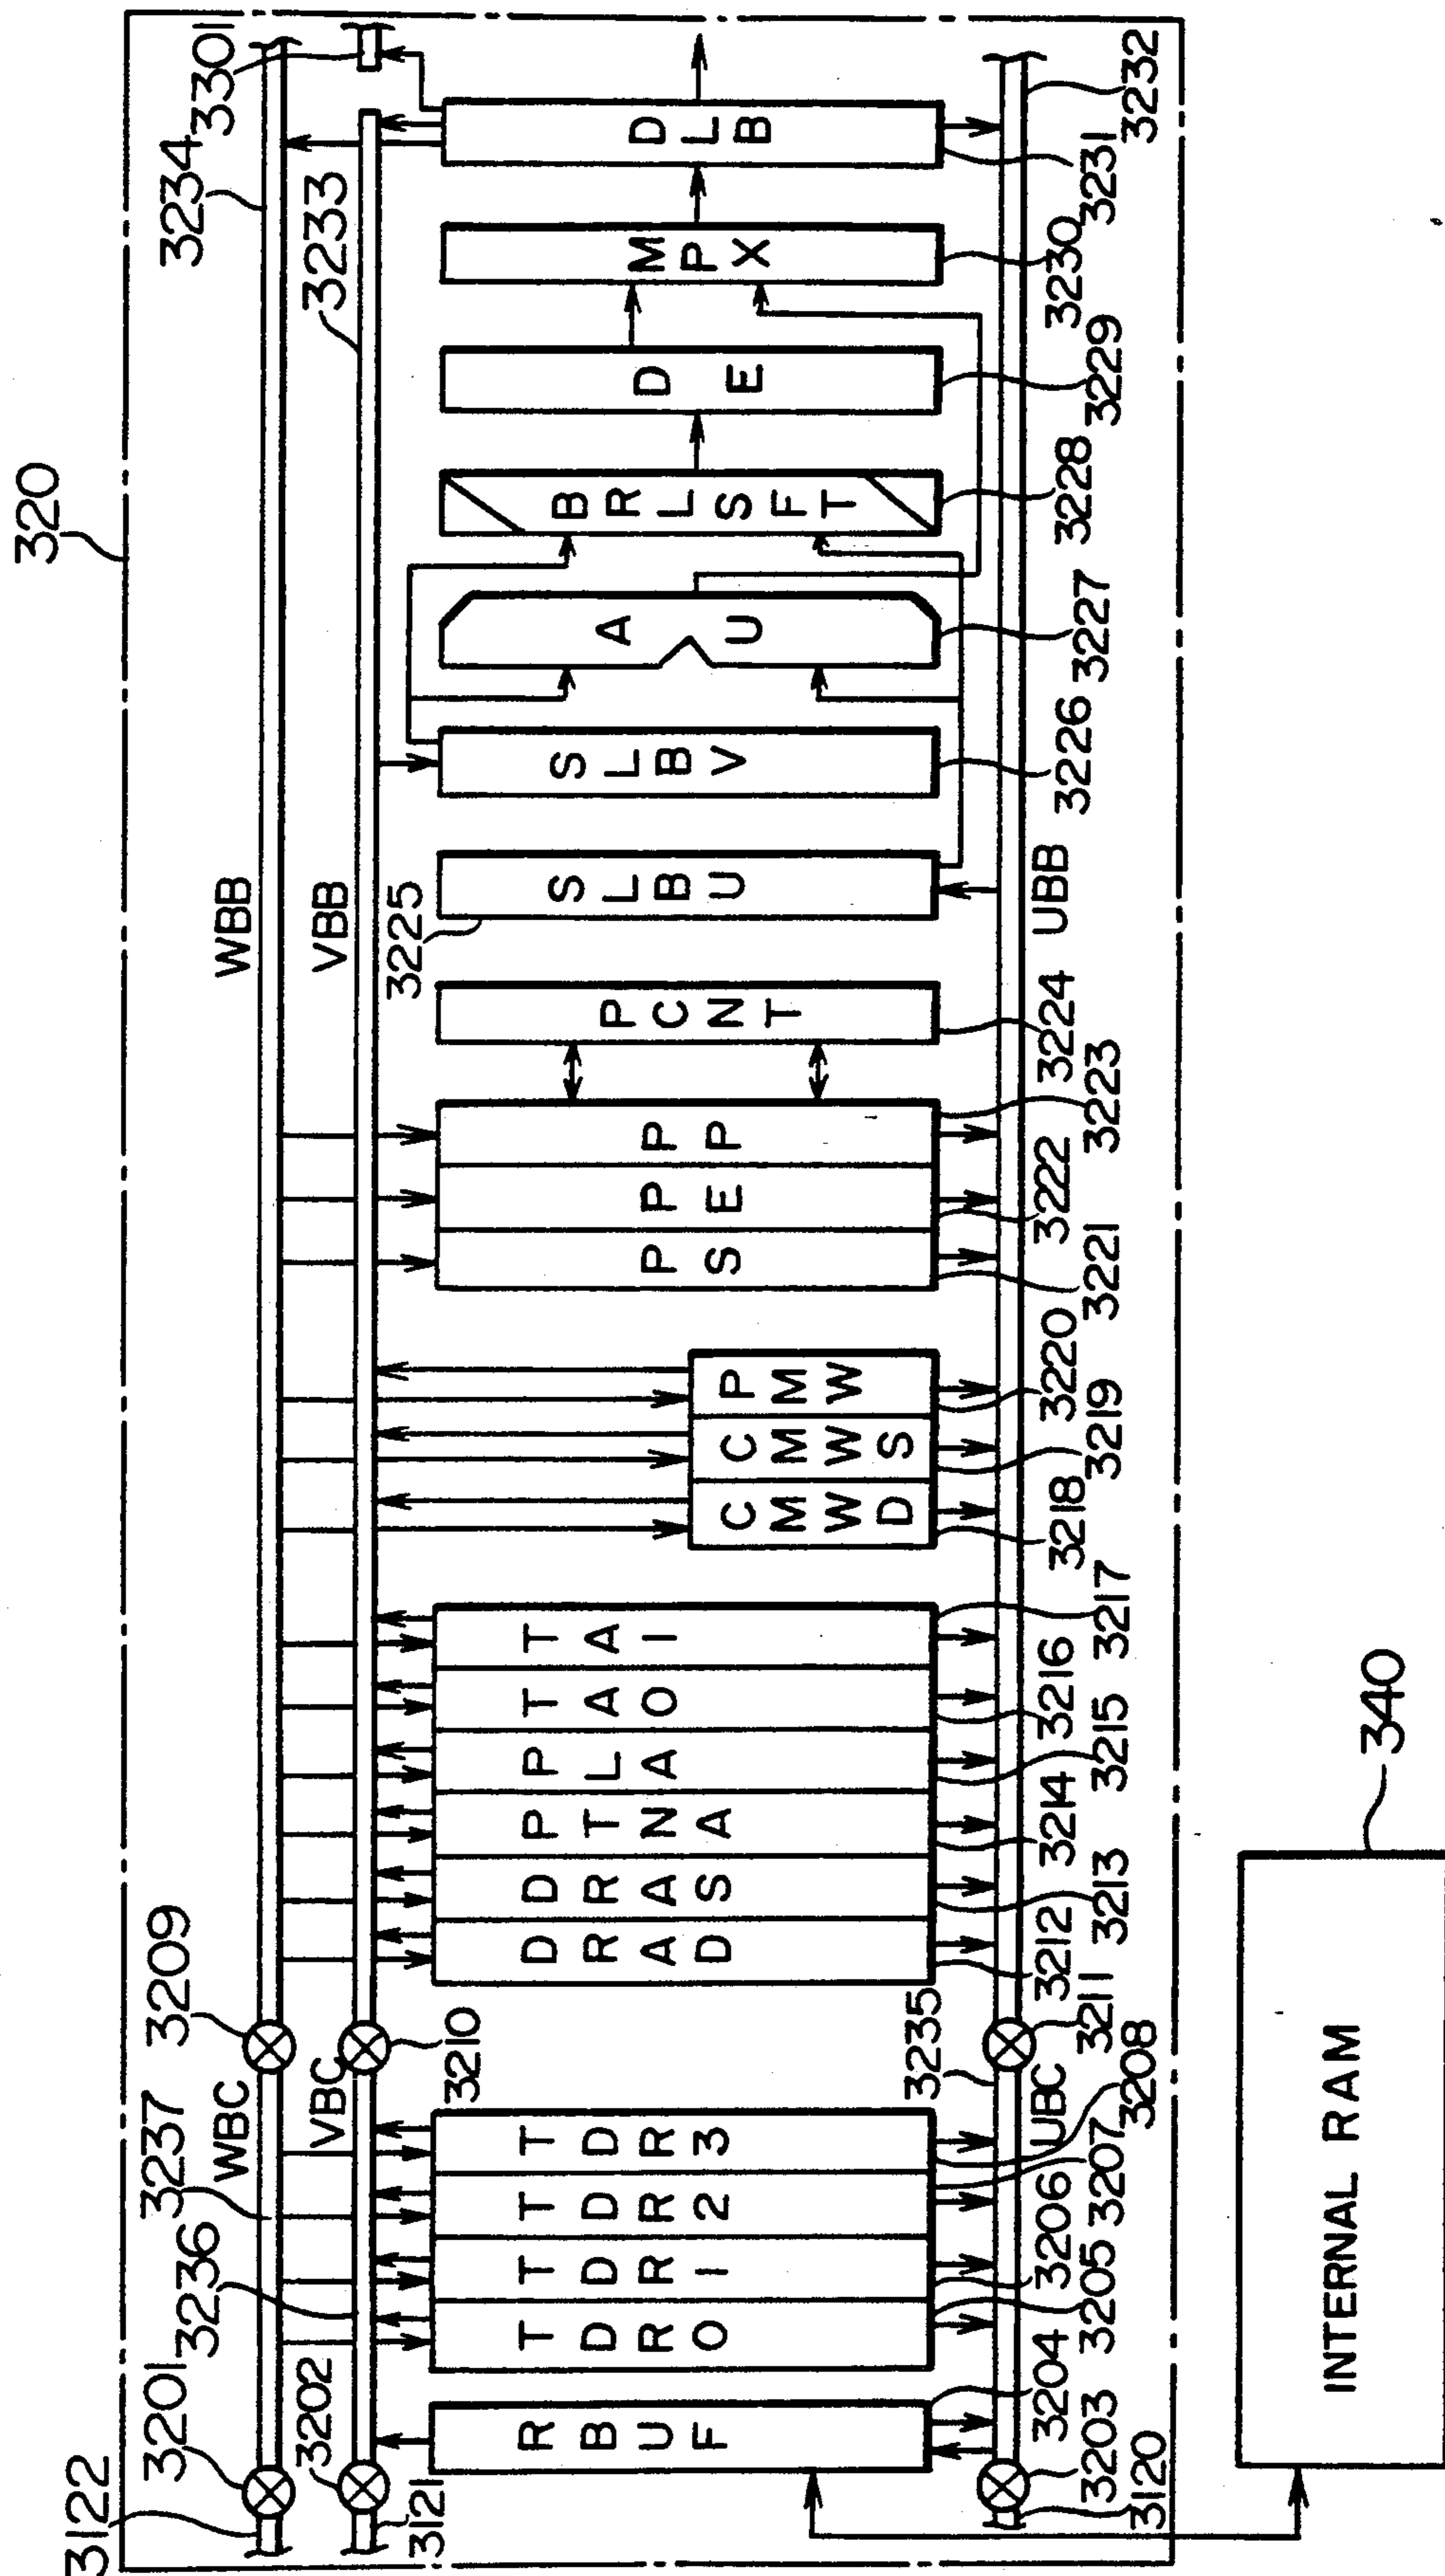 320
3122
3201
3237
WBC
3209
WBB
3234
3301
3202
3121
3236
VBC
3210
VBB
3233
3225
RBUF
TDR0
TDR1
TDR2
TDR3
DRAD
DRAS
PTNA
PLA
TA0
TA1
CMWD
CMWS
PMW
PS
PEP
PP
PCNT
SLBU
SLBV
AU
BRLSFT
DE
MPX
DLB
3120
3203
3204
3205
3206
3207
3208
UBC
3235
3211
3212
3213
3214
3215
3216
3217
3218
3219
3220
3221
3222
3223
3224
UBB
3226
3227
3228
3229
3230
3231
3232
INTERNAL RAM
340